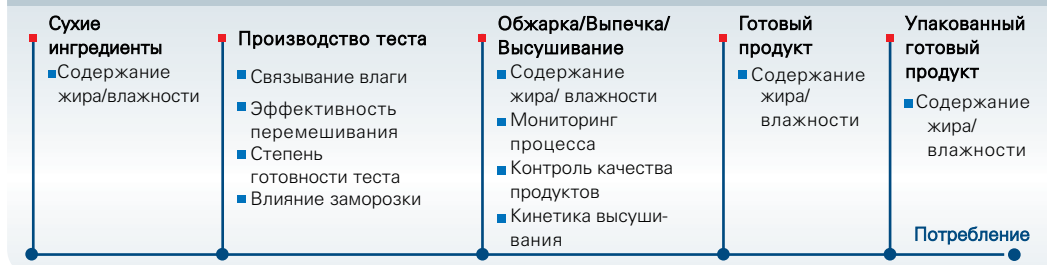 Сухие
ингредиенты
Содержание
жира/влажности
Производство теста
Связывание влаги
Эффективность
перемешивания
Степень
готовности теста
Влияние заморозки
Обжарка/Выпечка/
Высушивание
Содержание
жира/ влажности
Мониторинг
процесса
Контроль качества
продуктов
Кинетика высуши-
вания
Готовый
продукт
Содержание
жира/
влажности
Упакованный
готовый
продукт
Содержание
жира/
влажности
Потребление